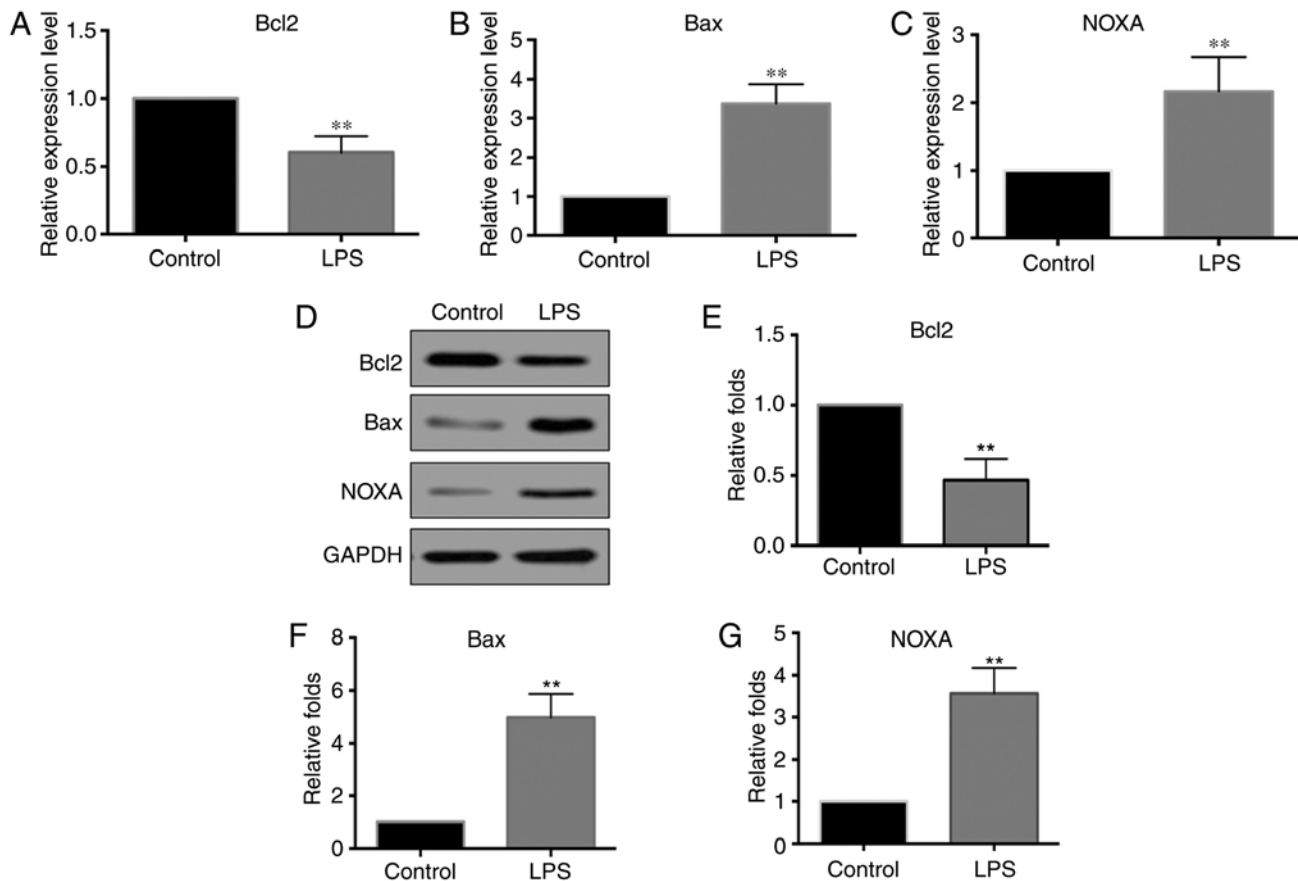 A
Bcl2
Relative expression level
1.5
1.0
0.5
0.0
**
Control
LPS
B
Bax
Relative expression level
5
4
3
2
1
0
**
Control
LPS
C
NOXA
Relative expression level
3
2
1
0
**
Control
LPS
D
Control LPS
Bcl2
Bax
NOXA
GAPDH
E
Bcl2
Relative folds
1.5
1.0
0.5
0.0
**
Control
LPS
F
Bax
Relative folds
8
6
4
2
0
**
Control
LPS
G
NOXA
Relative folds
5
4
3
2
1
0
**
Control
LPS